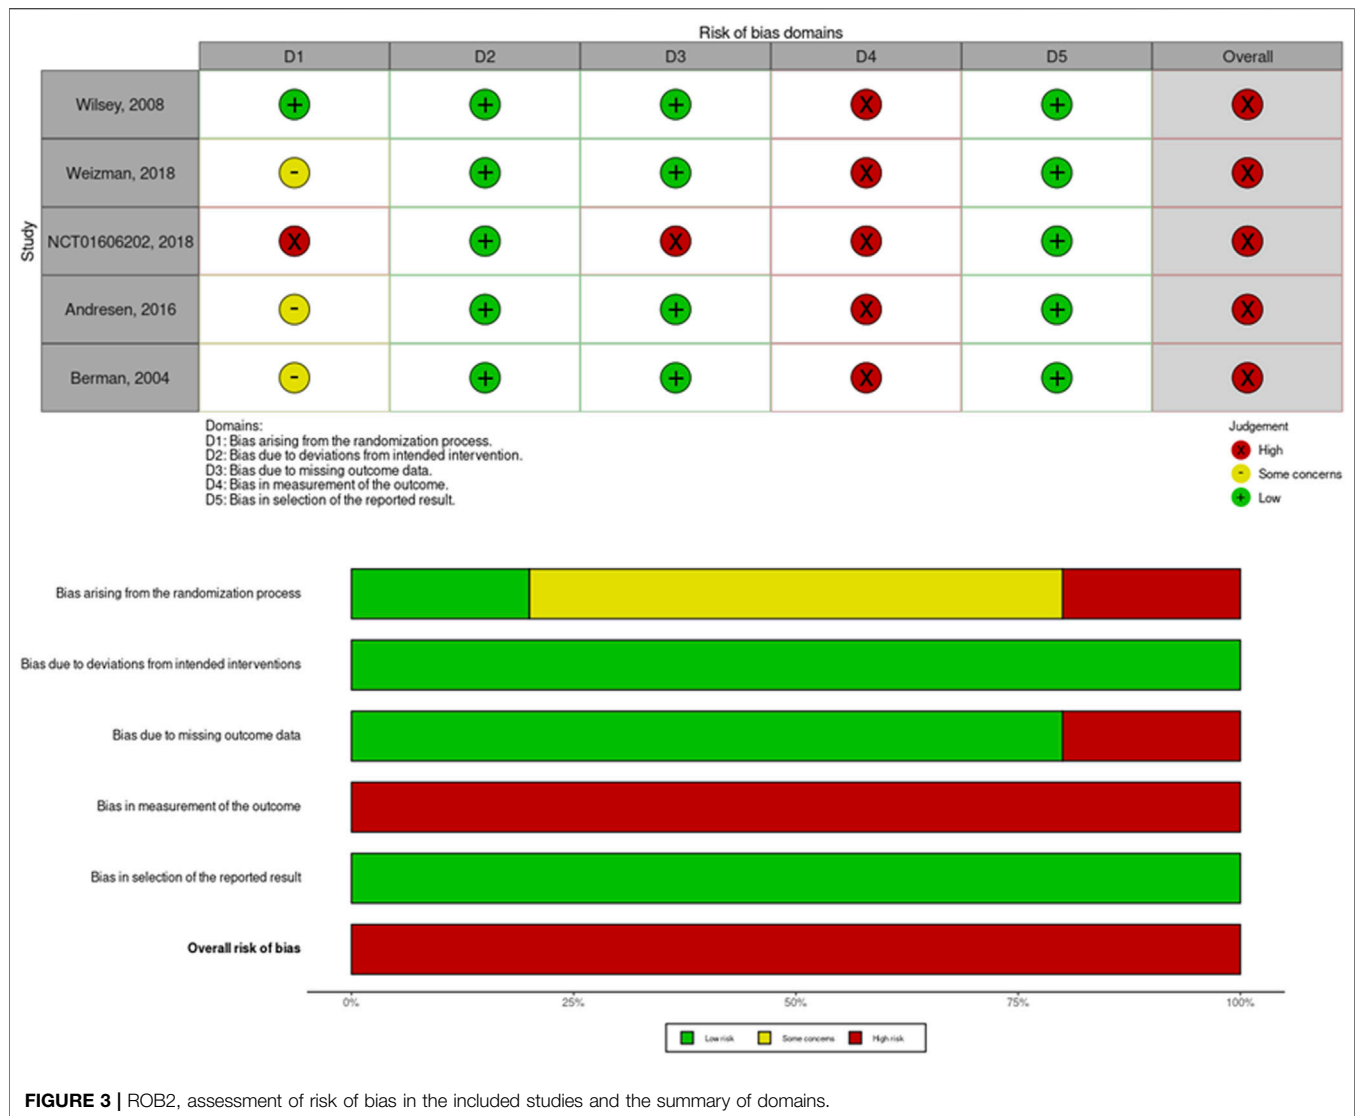 Risk of bias domains
D1 D2 D3 D4 D5 Overall
Study
Wilsey, 2008 + + + X + X
Weizman, 2018 - + + X + X
NCT01606202, 2018 X + X X + X
Andresen, 2016 - + + X + X
Berman, 2004 - + + X + X
Domains:
D1: Bias arising from the randomization process.
D2: Bias due to deviations from intended intervention.
D3: Bias due to missing outcome data.
D4: Bias in measurement of the outcome.
D5: Bias in selection of the reported result.
Judgement
X High
- Some concerns
+ Low
Bias arising from the randomization process
Bias due to deviations from intended interventions
Bias due to missing outcome data
Bias in measurement of the outcome
Bias in selection of the reported result
Overall risk of bias
0% 25% 50% 75% 100%
Low risk Some concerns High risk
FIGURE 3 | ROB2, assessment of risk of bias in the included studies and the summary of domains.